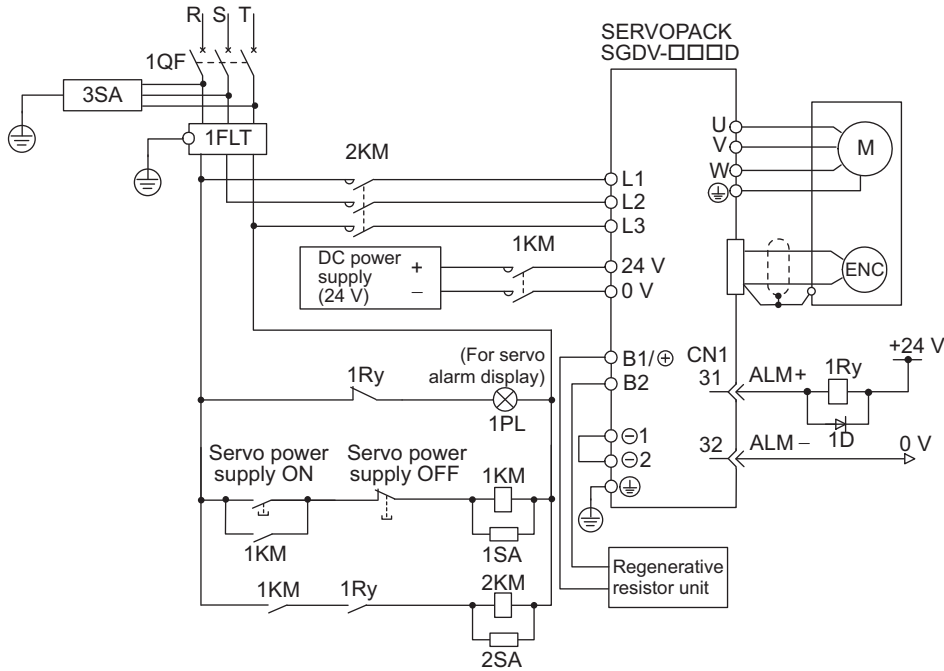 R S T
1QF
3SA
1FLT
2KM
SERVOPACK
SGDV-□□□D
U
V
W
M
L1
L2
L3
1KM
DC power
supply
(24 V)
+
−
24 V
0 V
ENC
(For servo
alarm display)
1Ry
1PL
B1/⊕
B2
CN1
31
ALM+
1Ry
+24 V
1D
⊖1
⊖2
32
ALM −
0 V
Servo power
supply ON
Servo power
supply OFF
1KM
1KM
1SA
Regenerative
resistor unit
1KM
1Ry
2KM
2SA